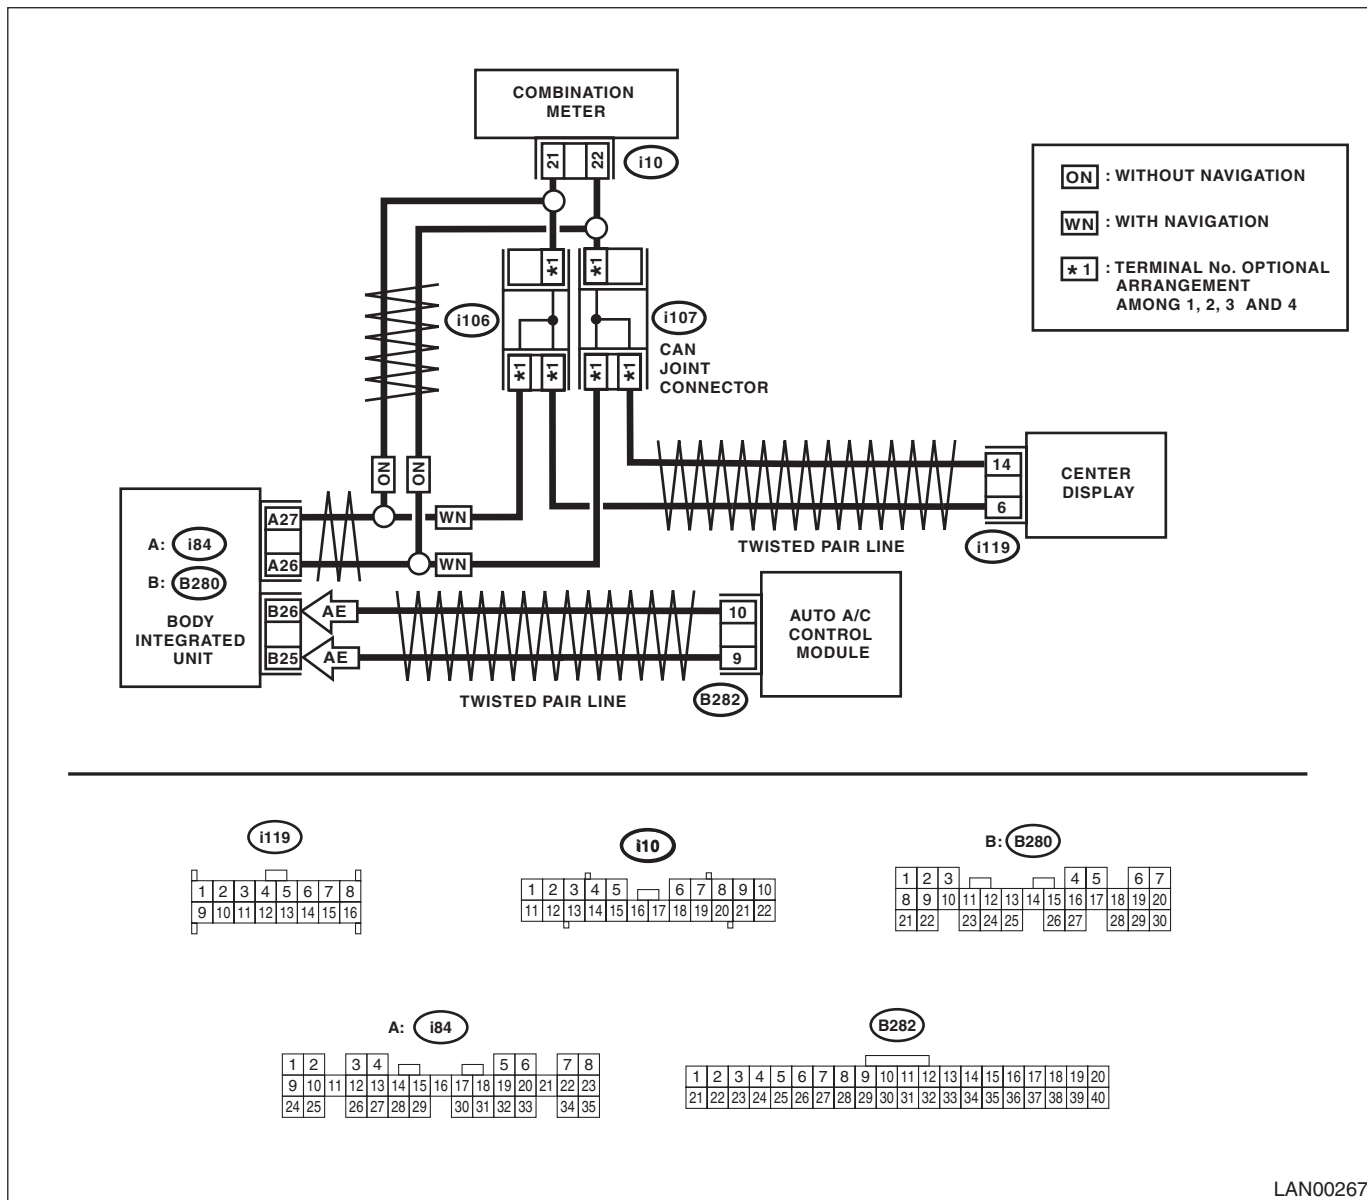 COMBINATION
METER
21 22
i10
ON : WITHOUT NAVIGATION
WN : WITH NAVIGATION
*1 : TERMINAL No. OPTIONAL
ARRANGEMENT
AMONG 1, 2, 3 AND 4
*1 *1
i106
i107
CAN
JOINT
CONNECTOR
*1 *1 *1 *1
ON ON
14
6
CENTER
DISPLAY
i119
TWISTED PAIR LINE
A27 WN
A26 WN
A: i84
B: B280
BODY
INTEGRATED
UNIT
B26 AE
B25 AE
10
9
AUTO A/C
CONTROL
MODULE
B282
TWISTED PAIR LINE
i119
1 2 3 4 5 6 7 8
9 10 11 12 13 14 15 16
i10
1 2 3 4 5 6 7 8 9 10
11 12 13 14 15 16 17 18 19 20 21 22
B: B280
1 2 3 4 5 6 7
8 9 10 11 12 13 14 15 16 17 18 19 20
21 22 23 24 25 26 27 28 29 30
A: i84
1 2 3 4 5 6 7 8
9 10 11 12 13 14 15 16 17 18 19 20 21 22 23
24 25 26 27 28 29 30 31 32 33 34 35
B282
1 2 3 4 5 6 7 8 9 10 11 12 13 14 15 16 17 18 19 20
21 22 23 24 25 26 27 28 29 30 31 32 33 34 35 36 37 38 39 40
LAN00267